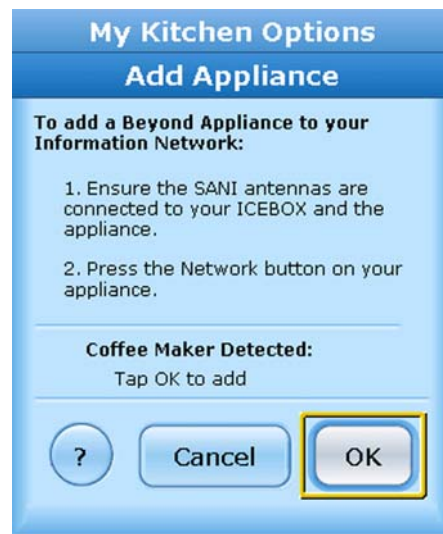 My Kitchen Options
Add Appliance
To add a Beyond Appliance to your
Information Network:
1. Ensure the SANI antennas are
connected to your ICEBOX and the
appliance.
2. Press the Network button on your
appliance.
Coffee Maker Detected:
Tap OK to add
? Cancel OK